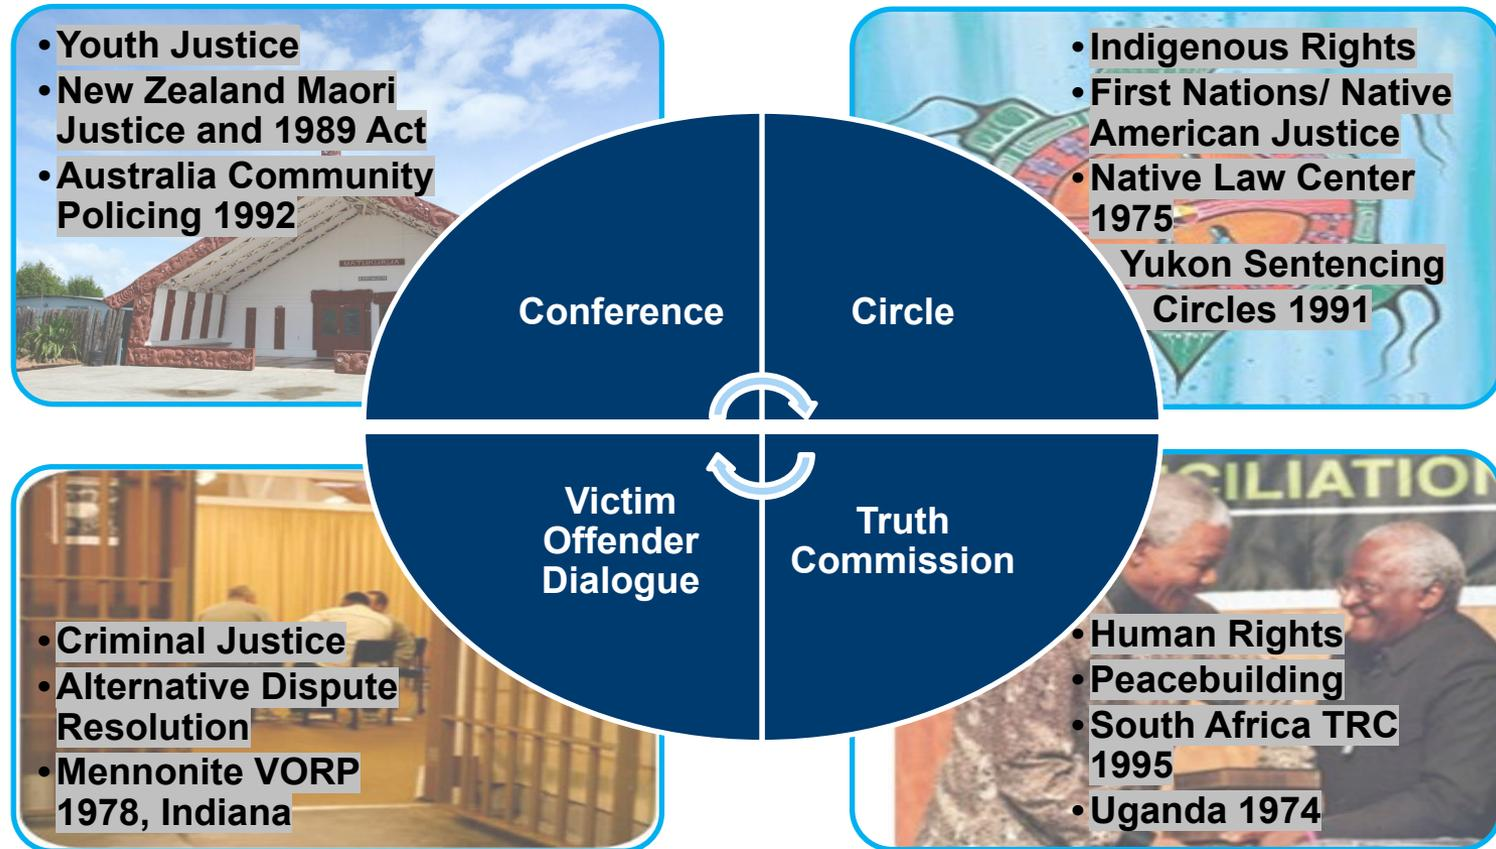 • Youth Justice
• New Zealand Maori
Justice and 1989 Act
• Australia Community
Policing 1992
• Indigenous Rights
• First Nations/ Native
American Justice
• Native Law Center
1975
Yukon Sentencing
Circles 1991
Conference
Circle
Victim
Offender
Dialogue
Truth
Commission
• Criminal Justice
• Alternative Dispute
Resolution
• Mennonite VORP
1978, Indiana
CILIATION
• Human Rights
• Peacebuilding
• South Africa TRC
1995
• Uganda 1974